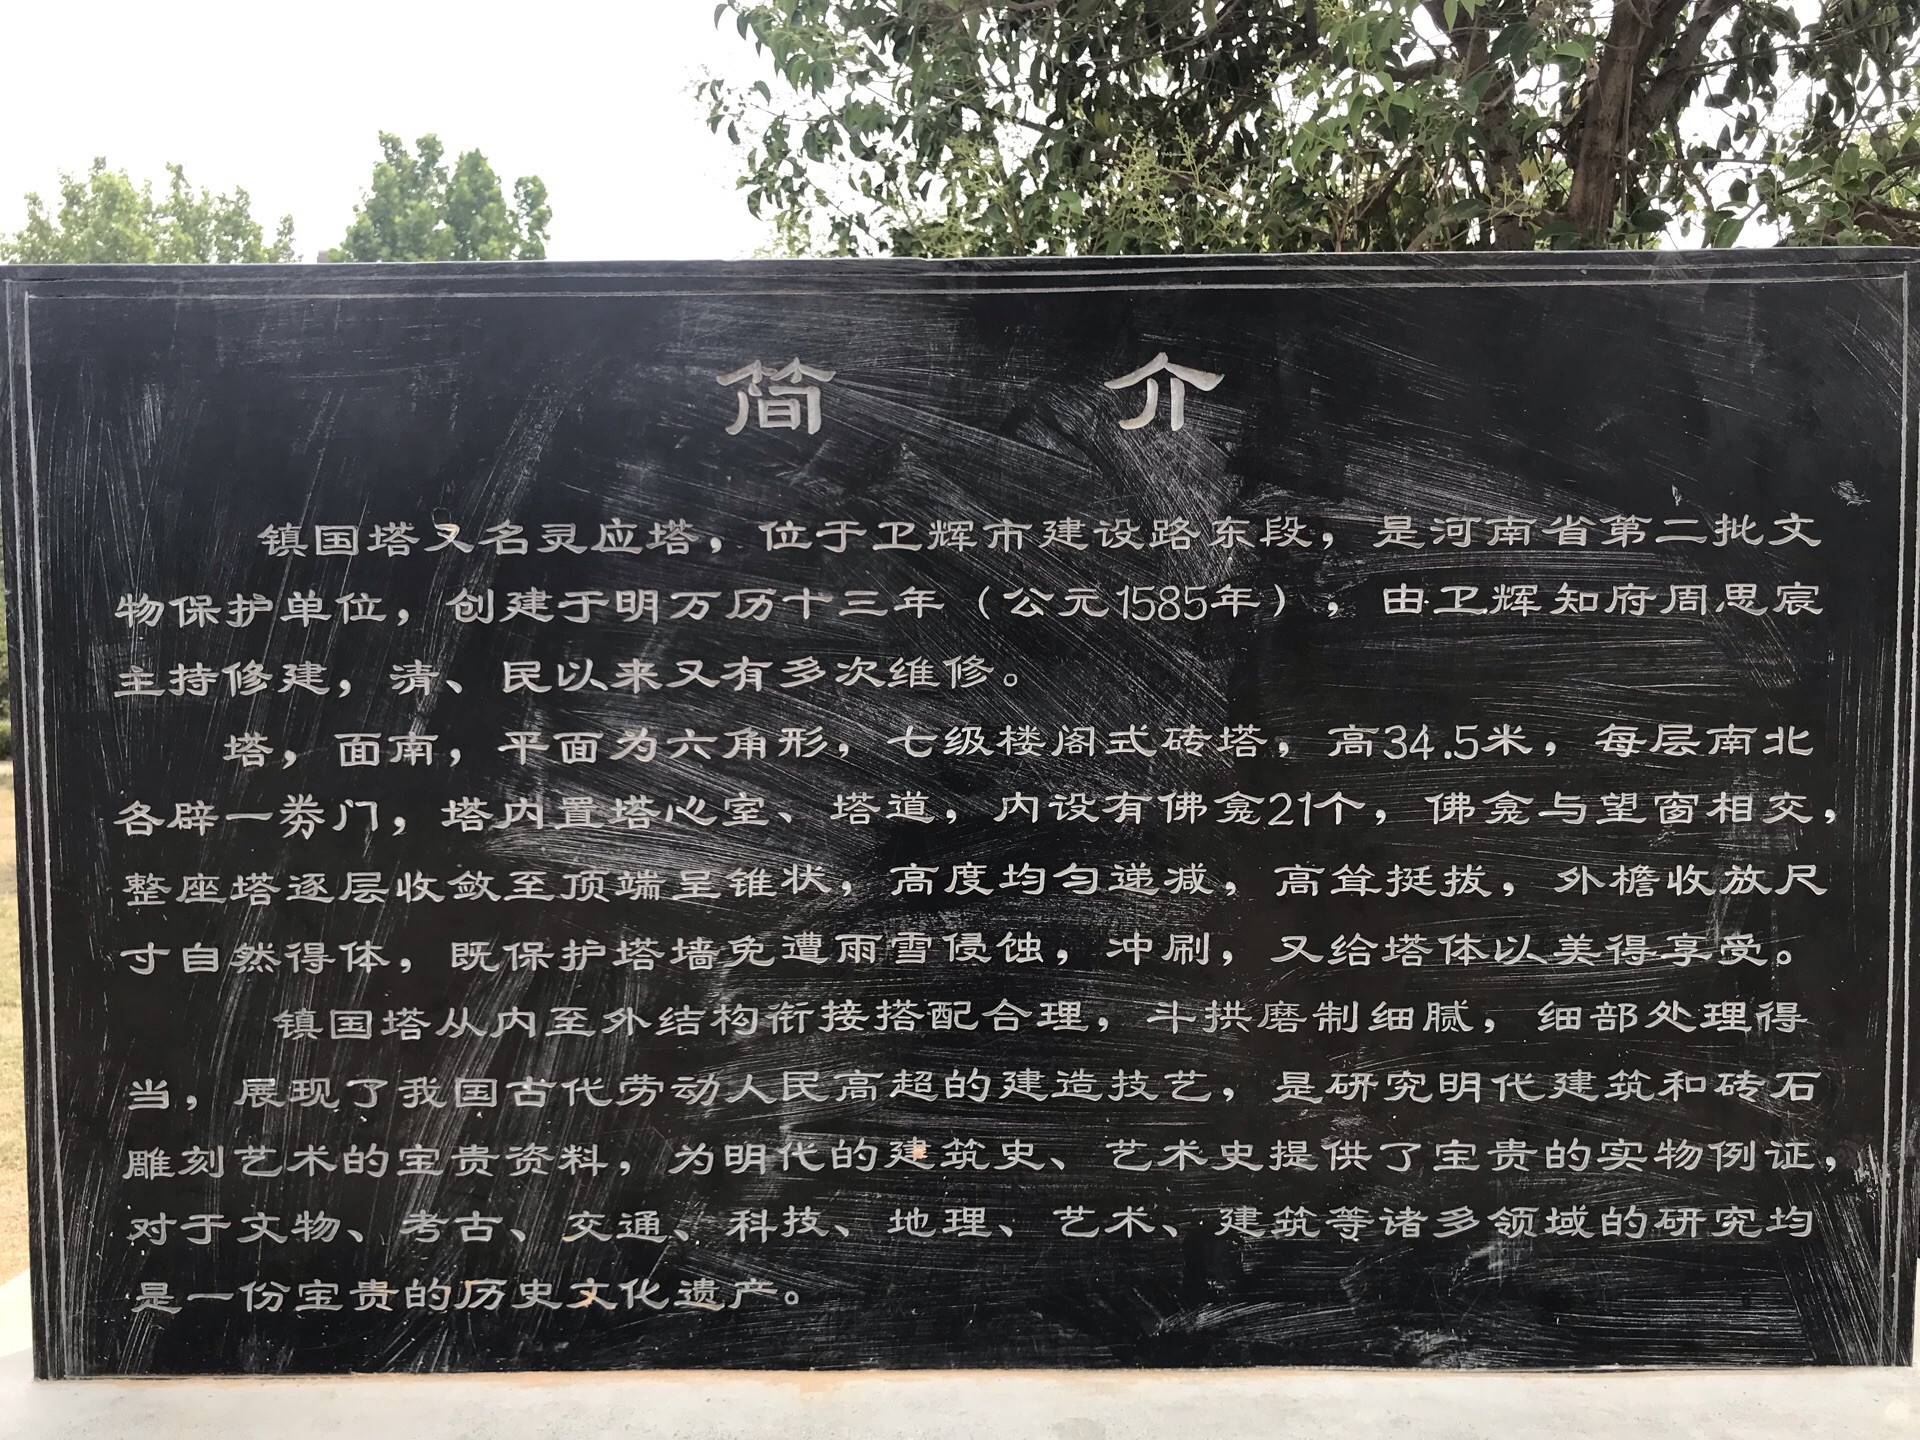 简 介
镇国塔又名灵应塔，位于卫辉市建设路东段，是河南省第二批文
物保护单位，创建于明万历十三年（公元1585年），由卫辉知府周思宸
主持修建，清、民以来又有多次维修。
塔，面南，平面为六角形，七级楼阁式砖塔，高34.5米，每层南北
各辟一劵门，塔内置塔心室、塔道，内设有佛龛21个，佛龛与望窗相交，
整座塔逐层收敛至顶端呈锥状，高度均匀递减，高耸挺拔，外檐收放尺
寸自然得体，既保护塔墙免遭雨雪侵蚀，冲刷，又给塔体以美得享受。
镇国塔从内至外结构衔接搭配合理，斗拱磨制细腻，细部处理得
当，展现了我国古代劳动人民高超的建造技艺，是研究明代建筑和砖石
雕刻艺术的宝贵资料，为明代的建筑史、艺术史提供了宝贵的实物例证，
对于文物、考古、交通、科技、地理、艺术、建筑等诸多领域的研究均
是一份宝贵的历史文化遗产。